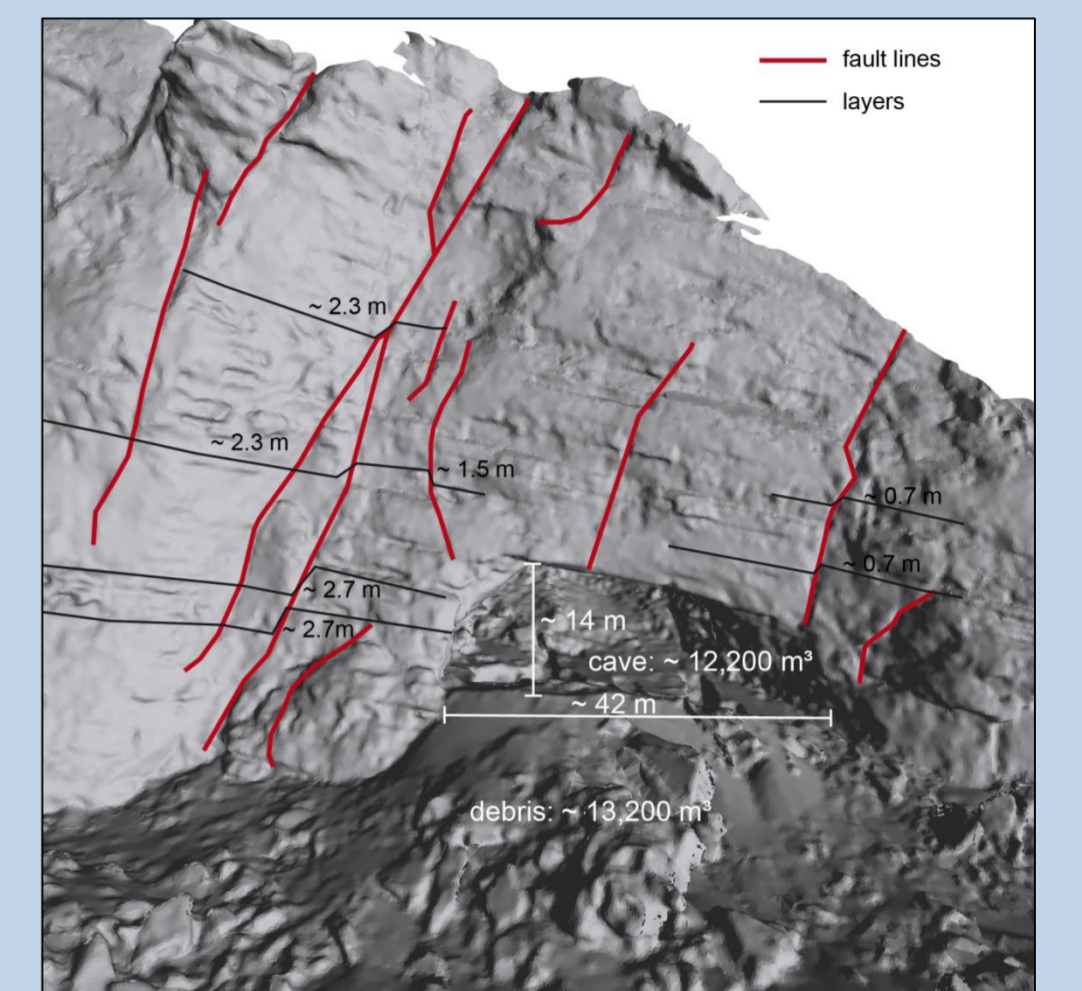 fault lines
layers
~ 2.3 m
~ 2.3 m
~ 1.5 m
~ 0.7 m
~ 0.7 m
~ 2.7 m
~ 2.7m
~ 14 m
cave: ~ 12,200 m³
~ 42 m
debris: ~ 13,200 m³